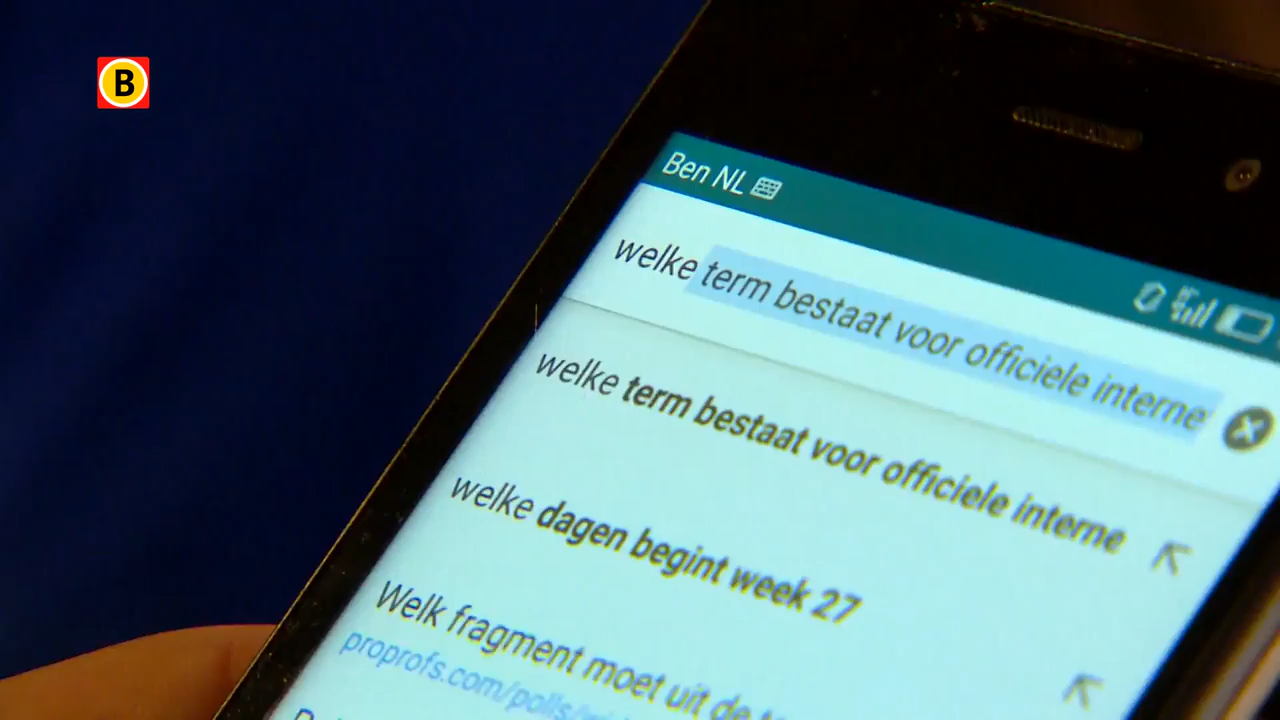 B
Ben NL
welke term bestaat voor officiele interne
welke term bestaat voor officiele interne
welke dagen begint week 27
Welk fragment moet uit de
proprofs.com/polls/